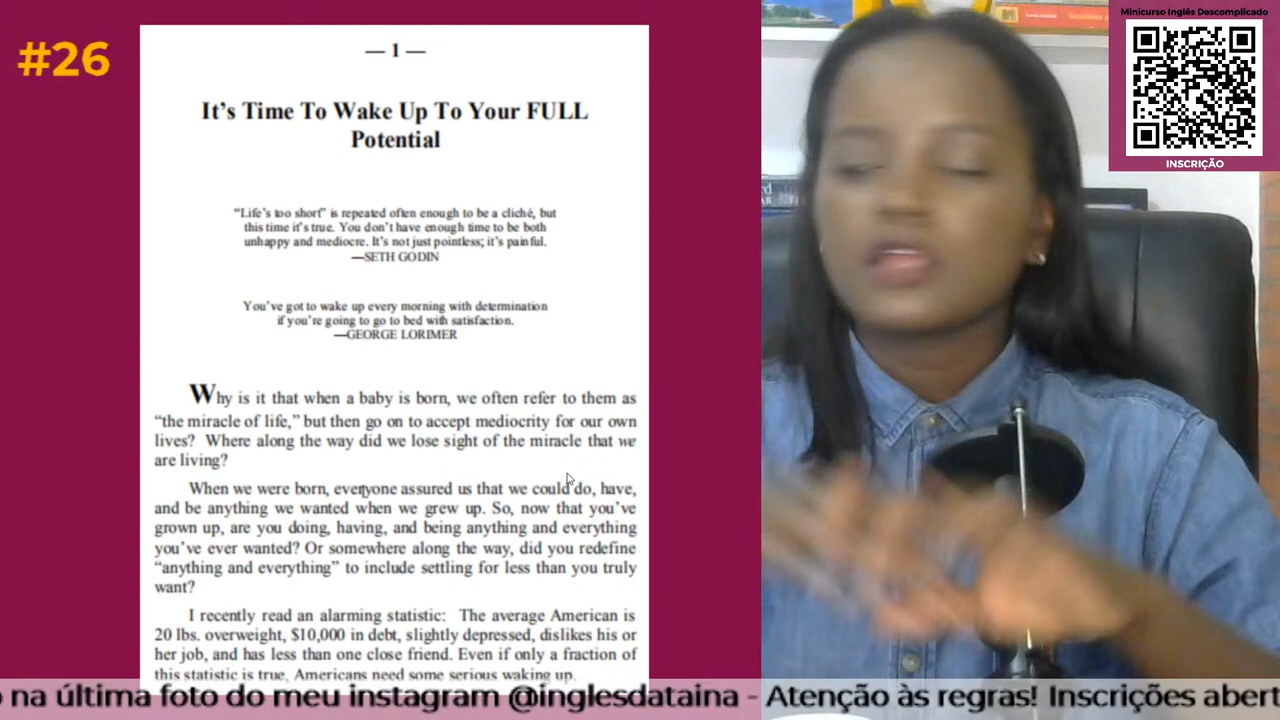 #26
— 1 —
It's Time To Wake Up To Your FULL
Potential
“Life's too short” is repeated often enough to be a cliché, but
this time it's true. You don't have enough time to be both
unhappy and mediocre. It's not just pointless; it's painful.
—SETH GODIN
You've got to wake up every morning with determination
if you're going to go to bed with satisfaction.
—GEORGE LORIMER
Why is it that when a baby is born, we often refer to them as
“the miracle of life,” but then go on to accept mediocrity for our own
lives? Where along the way did we lose sight of the miracle that we
are living?
When we were born, everyone assured us that we could do, have,
and be anything we wanted when we grew up. So, now that you've
grown up, are you doing, having, and being anything and everything
you've ever wanted? Or somewhere along the way, did you redefine
“anything and everything” to include settling for less than you truly
want?
I recently read an alarming statistic: The average American is
20 lbs. overweight, $10,000 in debt, slightly depressed, dislikes his or
her job, and has less than one close friend. Even if only a fraction of
this statistic is true, Americans need some serious waking up.
Minicurso Inglês Descomplicado
INSCRIÇÃO
o na última foto do meu instagram @inglesdataina - Atenção às regras! Inscrições abert